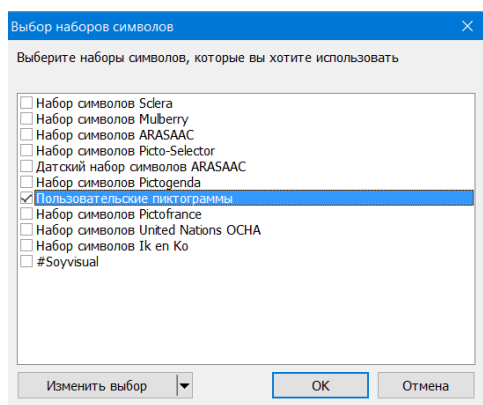 Выбор наборов символов
Выберите наборы символов, которые вы хотите использовать
Набор символов Sclera
Набор символов Mulberry
Набор символов ARASAAC
Набор символов Picto-Selector
Датский набор символов ARASAAC
Набор символов Pictogenda
Пользовательские пиктограммы
Набор символов Pictofrance
Набор символов United Nations OCHA
Набор символов Ik en Ko
#Soyvisual
Изменить выбор
OK
Отмена